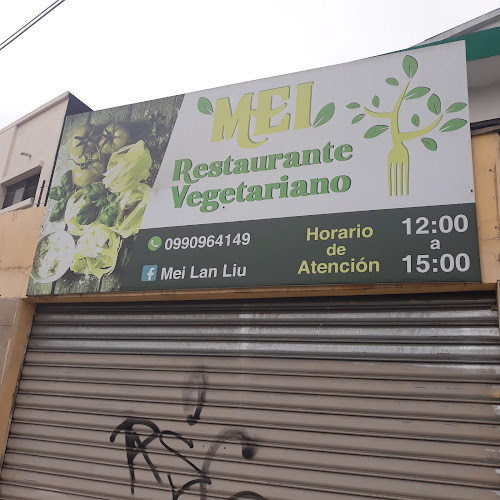 MEI
Restaurante
Vegetariano
0990964149
Mei Lan Liu
Horario
de
Atención
12:00
a
15:00